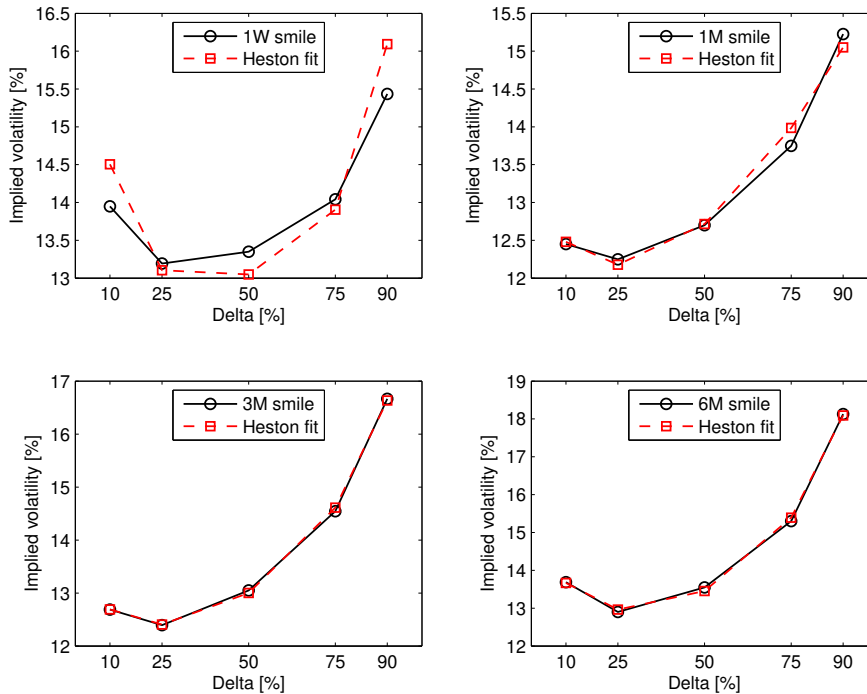 1W smile
Heston fit
16.5
16
15.5
15
14.5
14
13.5
13
10 25 50 75 90
Delta [%]
Implied volatility [%]
1M smile
Heston fit
15.5
15
14.5
14
13.5
13
12.5
12
10 25 50 75 90
Delta [%]
Implied volatility [%]
3M smile
Heston fit
17
16
15
14
13
12
10 25 50 75 90
Delta [%]
Implied volatility [%]
6M smile
Heston fit
19
18
17
16
15
14
13
12
10 25 50 75 90
Delta [%]
Implied volatility [%]